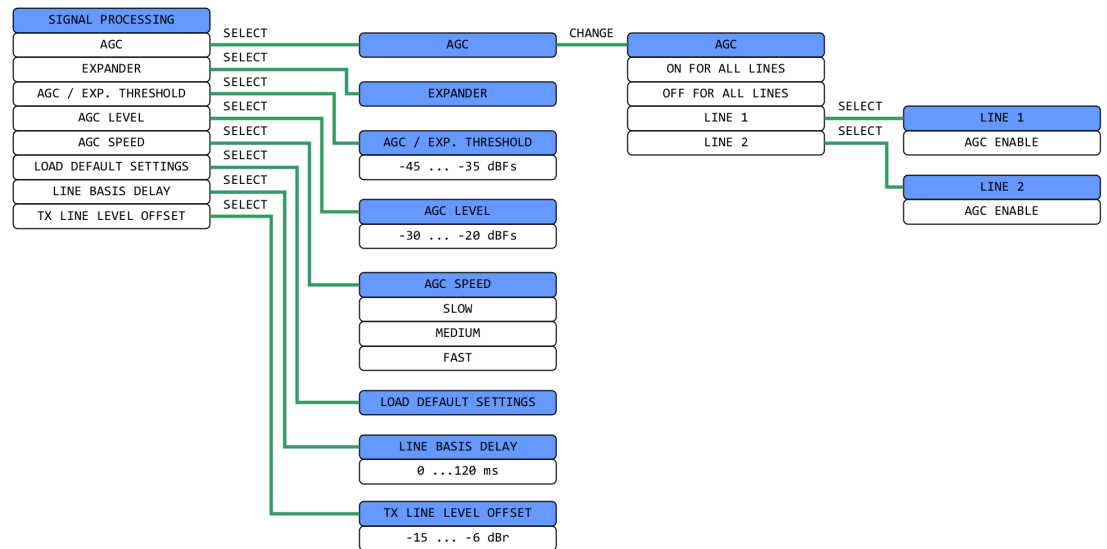 SIGNAL PROCESSING
AGC
EXPANDER
AGC / EXP. THRESHOLD
AGC LEVEL
AGC SPEED
LOAD DEFAULT SETTINGS
LINE BASIS DELAY
TX LINE LEVEL OFFSET
SELECT
SELECT
SELECT
SELECT
SELECT
SELECT
SELECT
SELECT
AGC
EXPANDER
AGC / EXP. THRESHOLD
-45 ... -35 dBFs
AGC LEVEL
-30 ... -20 dBFs
AGC SPEED
SLOW
MEDIUM
FAST
LOAD DEFAULT SETTINGS
LINE BASIS DELAY
0 ...120 ms
TX LINE LEVEL OFFSET
-15 ... -6 dBr
CHANGE
AGC
ON FOR ALL LINES
OFF FOR ALL LINES
LINE 1
LINE 2
SELECT
SELECT
LINE 1
AGC ENABLE
LINE 2
AGC ENABLE